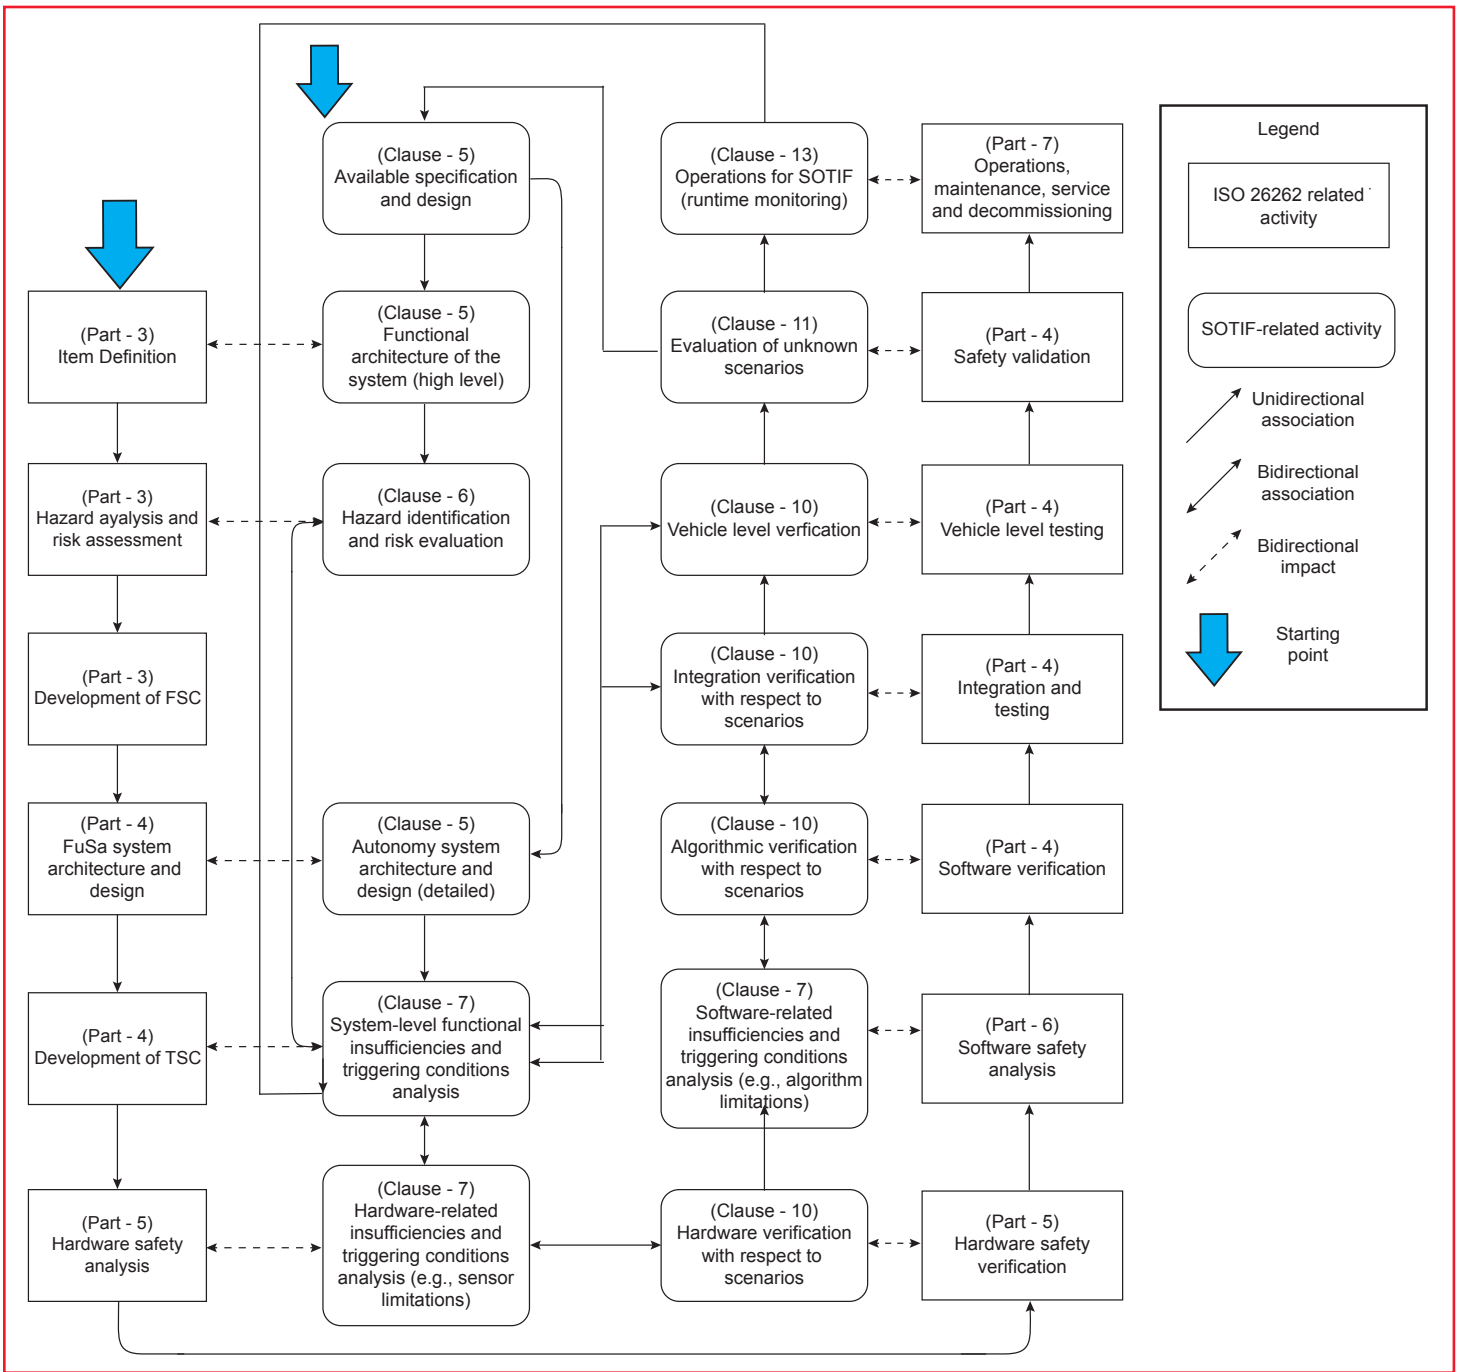 (Clause - 5)
Available specification
and design
(Clause - 13)
Operations for SOTIF
(runtime monitoring)
(Part - 7)
Operations,
maintenance, service
and decommissioning
Legend
ISO 26262 related
activity
SOTIF-related activity
Unidirectional
association
Bidirectional
association
Bidirectional
impact
Starting
point
(Part - 3)
Item Definition
(Clause - 5)
Functional
architecture of the
system (high level)
(Clause - 11)
Evaluation of unknown
scenarios
(Part - 4)
Safety validation
(Part - 3)
Hazard ayalysis and
risk assessment
(Clause - 6)
Hazard identification
and risk evaluation
(Clause - 10)
Vehicle level verfication
(Part - 4)
Vehicle level testing
(Part - 3)
Development of FSC
(Clause - 10)
Integration verification
with respect to
scenarios
(Part - 4)
Integration and
testing
(Part - 4)
FuSa system
architecture and
design
(Clause - 5)
Autonomy system
architecture and
design (detailed)
(Clause - 10)
Algorithmic verification
with respect to
scenarios
(Part - 4)
Software verification
(Part - 4)
Development of TSC
(Clause - 7)
System-level functional
insufficiencies and
triggering conditions
analysis
(Clause - 7)
Software-related
insufficiencies and
triggering conditions
analysis (e.g., algorithm
limitations)
(Part - 6)
Software safety
analysis
(Part - 5)
Hardware safety
analysis
(Clause - 7)
Hardware-related
insufficiencies and
triggering conditions
analysis (e.g., sensor
limitations)
(Clause - 10)
Hardware verification
with respect to
scenarios
(Part - 5)
Hardware safety
verification